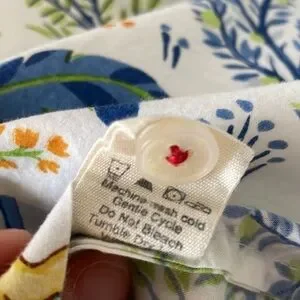 Machine wash cold
Gentle Cycle
Do Not Bleach
Tumble Dry